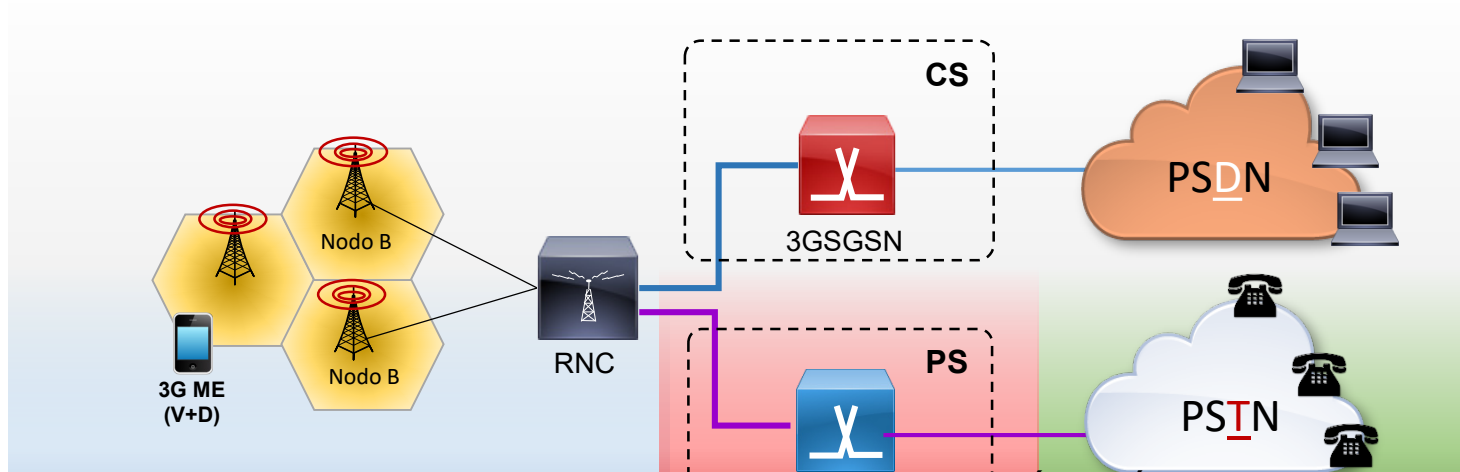 CS
3GSGSN
PSDN
Nodo B
Nodo B
RNC
3G ME
(V+D)
PS
PSTN